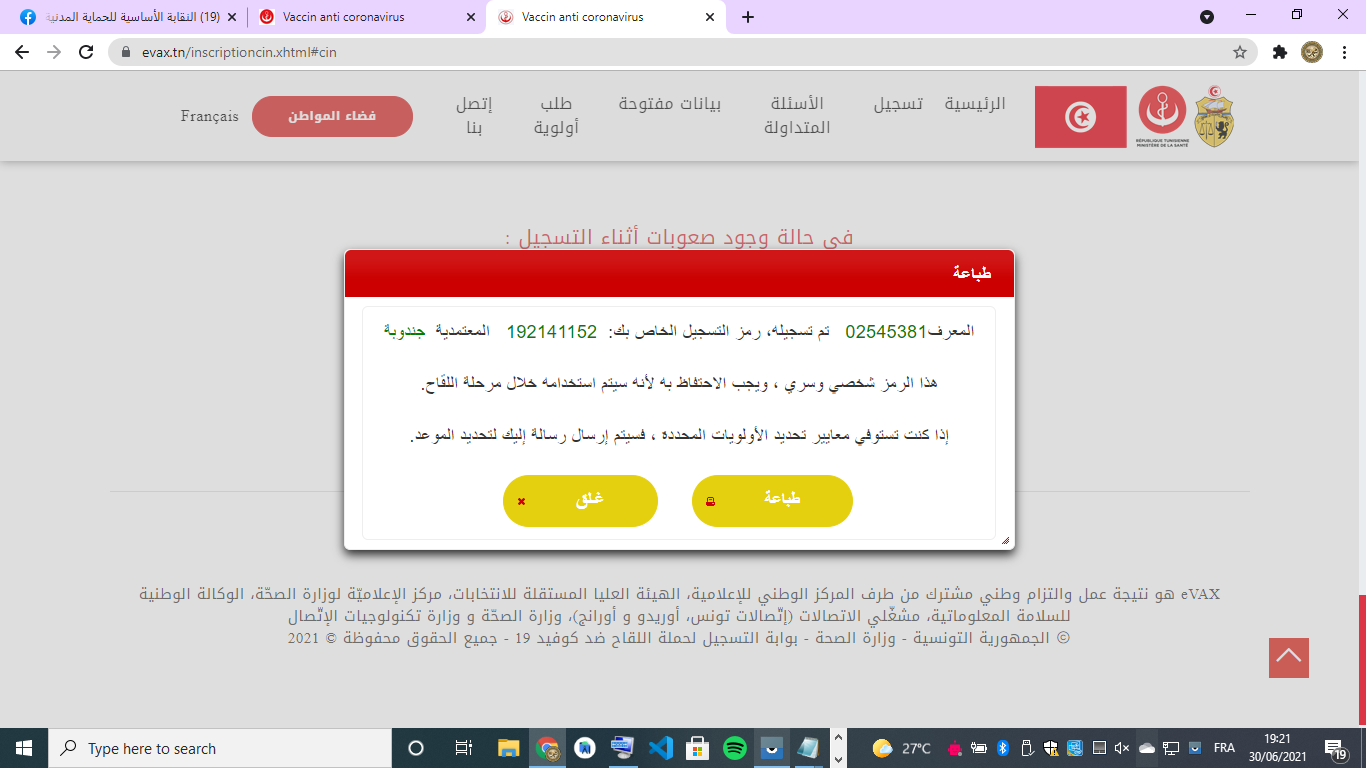 (19) النقابة الأساسية للحماية المدنية
Vaccin anti coronavirus
Vaccin anti coronavirus
evax.tn/inscriptioncin.xhtml#cin
الرئيسية
تسجيل
الأسئلة المتداولة
بيانات مفتوحة
طلب أولوية
إتصل بنا
فضاء المواطن
Français
RÉPUBLIQUE TUNISIENNE
MINISTÈRE DE LA SANTÉ
في حالة وجود صعوبات أثناء التسجيل :
طباعة
المعرف02545381 تم تسجيله، رمز التسجيل الخاص بك: 192141152 المعتمدية جندوبة
هذا الرمز شخصي وسري ، ويجب الاحتفاظ به لأنه سيتم استخدامه خلال مرحلة اللقاح.
إذا كنت تستوفي معايير تحديد الأولويات المحددة ، فسيتم إرسال رسالة إليك لتحديد الموعد.
طباعة
غلق
eVAX هو نتيجة عمل والتزام وطني مشترك من طرف المركز الوطني للإعلامية، الهيئة العليا المستقلة للانتخابات، مركز الإعلاميّة لوزارة الصحّة، الوكالة الوطنية
للسلامة المعلوماتية، مشغّلي الاتصالات (إتّصالات تونس، أوريدو و أورانج)، وزارة الصحّة و وزارة تكنولوجيات الإتّصال
© الجمهورية التونسية - وزارة الصحة - بوابة التسجيل لحملة اللقاح ضد كوفيد 19 - جميع الحقوق محفوظة © 2021
Type here to search
27°C
FRA
19:21
30/06/2021
19